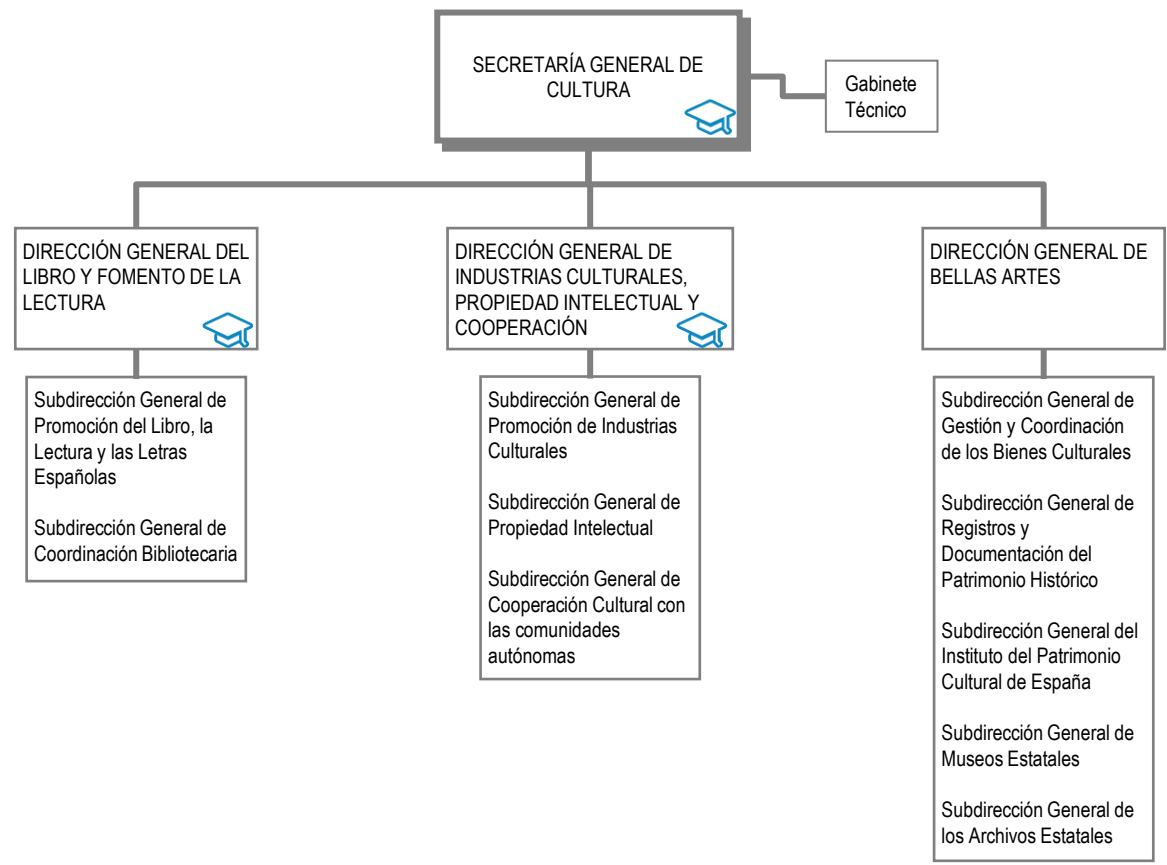 SECRETARÍA GENERAL DE
CULTURA
Gabinete
Técnico
DIRECCIÓN GENERAL DEL
LIBRO Y FOMENTO DE LA
LECTURA
Subdirección General de
Promoción del Libro, la
Lectura y las Letras
Españolas
Subdirección General de
Coordinación Bibliotecaria
DIRECCIÓN GENERAL DE
INDUSTRIAS CULTURALES,
PROPIEDAD INTELECTUAL Y
COOPERACIÓN
Subdirección General de
Promoción de Industrias
Culturales
Subdirección General de
Propiedad Intelectual
Subdirección General de
Cooperación Cultural con
las comunidades
autónomas
DIRECCIÓN GENERAL DE
BELLAS ARTES
Subdirección General de
Gestión y Coordinación
de los Bienes Culturales
Subdirección General de
Registros y
Documentación del
Patrimonio Histórico
Subdirección General del
Instituto del Patrimonio
Cultural de España
Subdirección General de
Museos Estatales
Subdirección General de
los Archivos Estatales